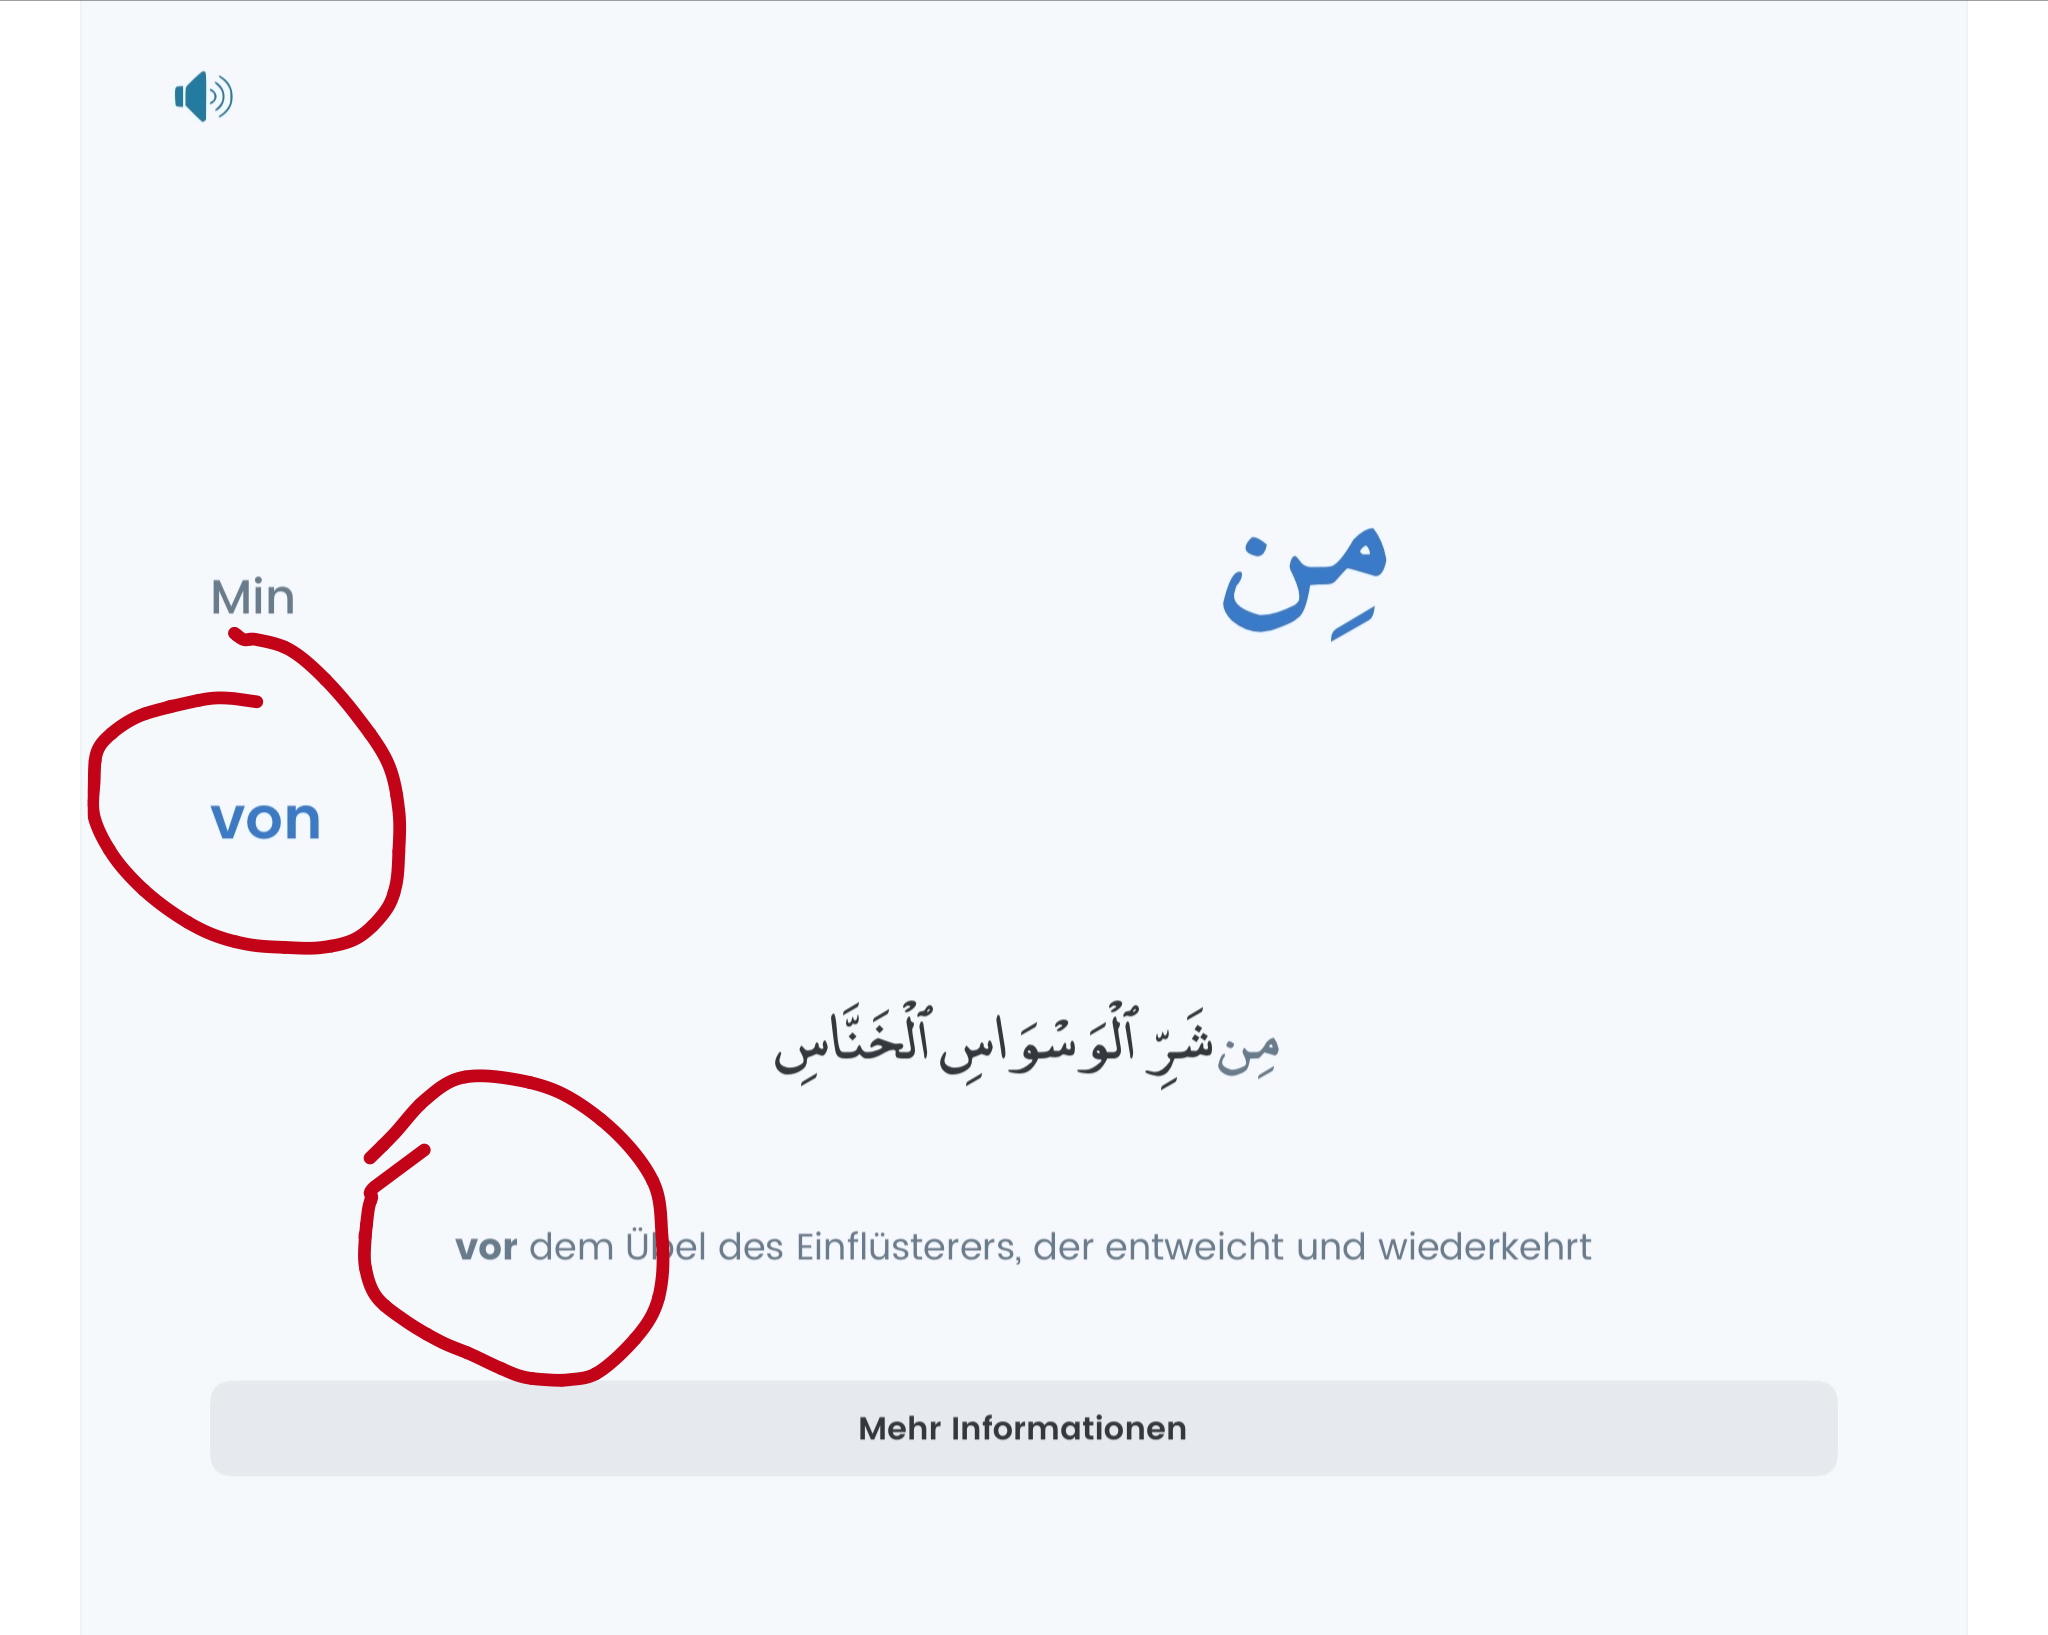 Min
مِن
von
مِن شَرِّ ٱلْوَسْوَاسِ ٱلْخَنَّاسِ
vor dem Übel des Einflüsterers, der entweicht und wiederkehrt
Mehr Informationen